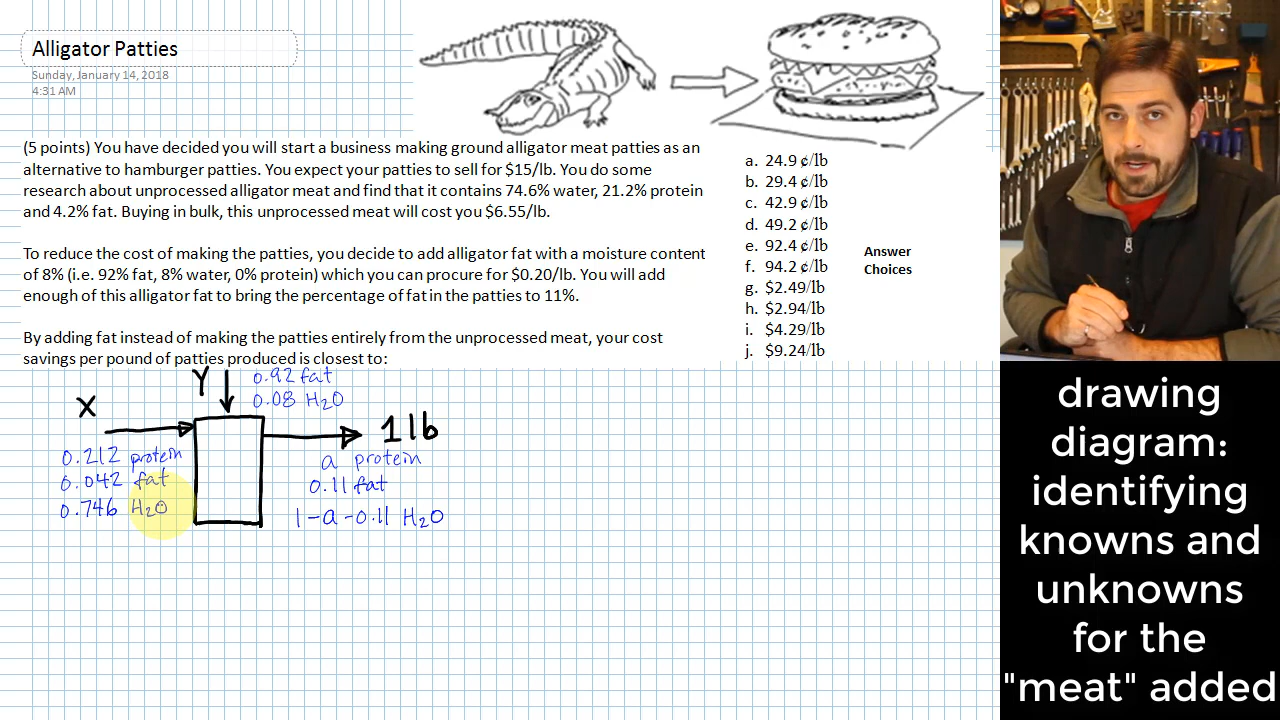 Alligator Patties
Sunday, January 14, 2018
4:31 AM
(5 points) You have decided you will start a business making ground alligator meat patties as an
alternative to hamburger patties. You expect your patties to sell for $15/lb. You do some
research about unprocessed alligator meat and find that it contains 74.6% water, 21.2% protein
and 4.2% fat. Buying in bulk, this unprocessed meat will cost you $6.55/lb.
To reduce the cost of making the patties, you decide to add alligator fat with a moisture content
of 8% (i.e. 92% fat, 8% water, 0% protein) which you can procure for $0.20/lb. You will add
enough of this alligator fat to bring the percentage of fat in the patties to 11%.
By adding fat instead of making the patties entirely from the unprocessed meat, your cost
savings per pound of patties produced is closest to:
a. 24.9 ¢/lb
b. 29.4 ¢/lb
c. 42.9 ¢/lb
d. 49.2 ¢/lb
e. 92.4 ¢/lb
f. 94.2 ¢/lb
g. $2.49/lb
h. $2.94/lb
i. $4.29/lb
j. $9.24/lb
Answer
Choices
X
0.212 protein
0.042 fat
0.746 H₂O
Y
0.92 fat
0.08 H₂O
1 lb
a protein
0.11 fat
1-a-0.11 H₂O
drawing
diagram:
identifying
knowns and
unknowns
for the
"meat" added